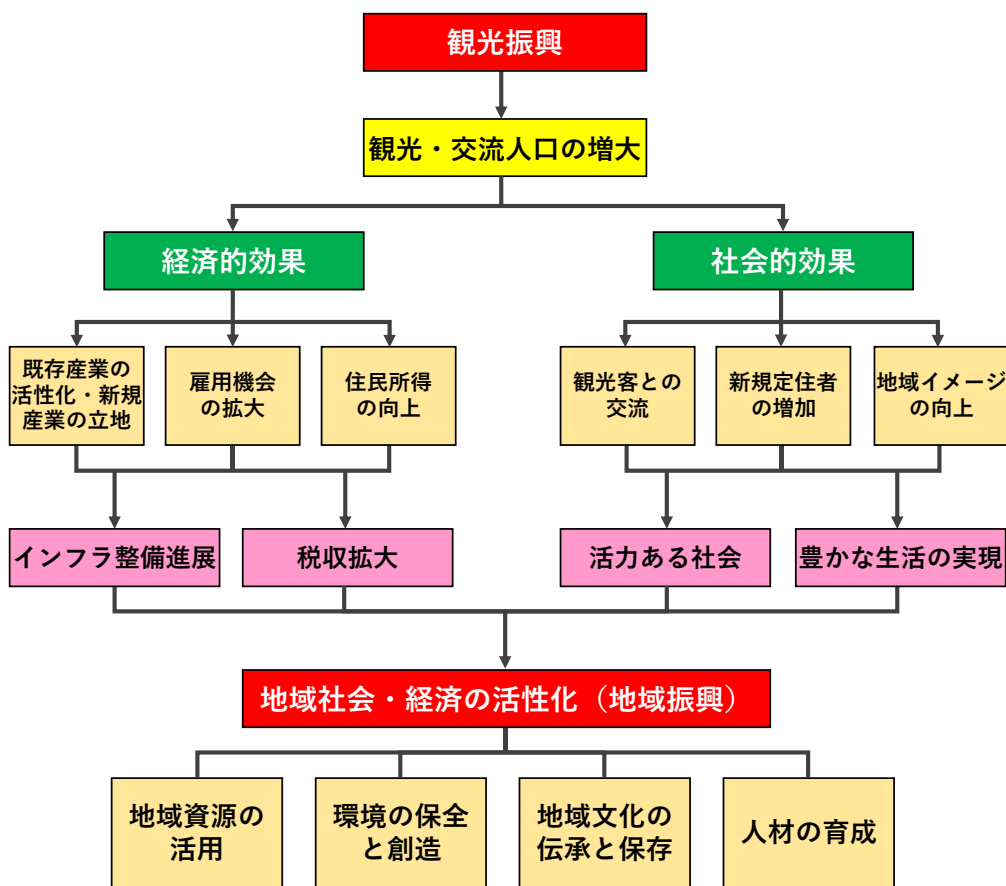 観光振興
観光・交流人口の増大
経済的効果
社会的効果
既存産業の
活性化・新規
産業の立地
雇用機会
の拡大
住民所得
の向上
観光客との
交流
新規定住者
の増加
地域イメージ
の向上
インフラ整備進展
税収拡大
活力ある社会
豊かな生活の実現
地域社会・経済の活性化（地域振興）
地域資源の
活用
環境の保全
と創造
地域文化の
伝承と保存
人材の育成